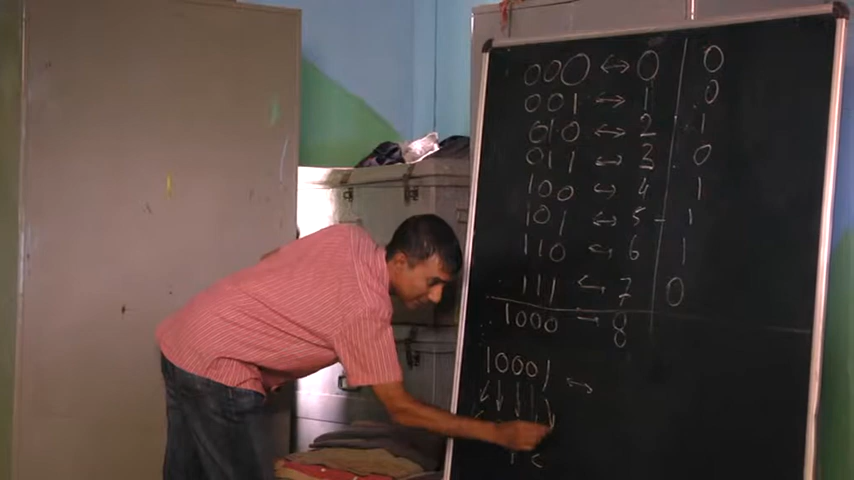 000 ↔ 0 | 0
001 ↔ 1 | 0
010 ↔ 2 | 1
011 ↔ 3 | 0
100 ↔ 4 | 1
101 ↔ 5 | 1
110 ↔ 6 | 1
111 ↔ 7 | 0
1000 ↔ 8
10001 ↔